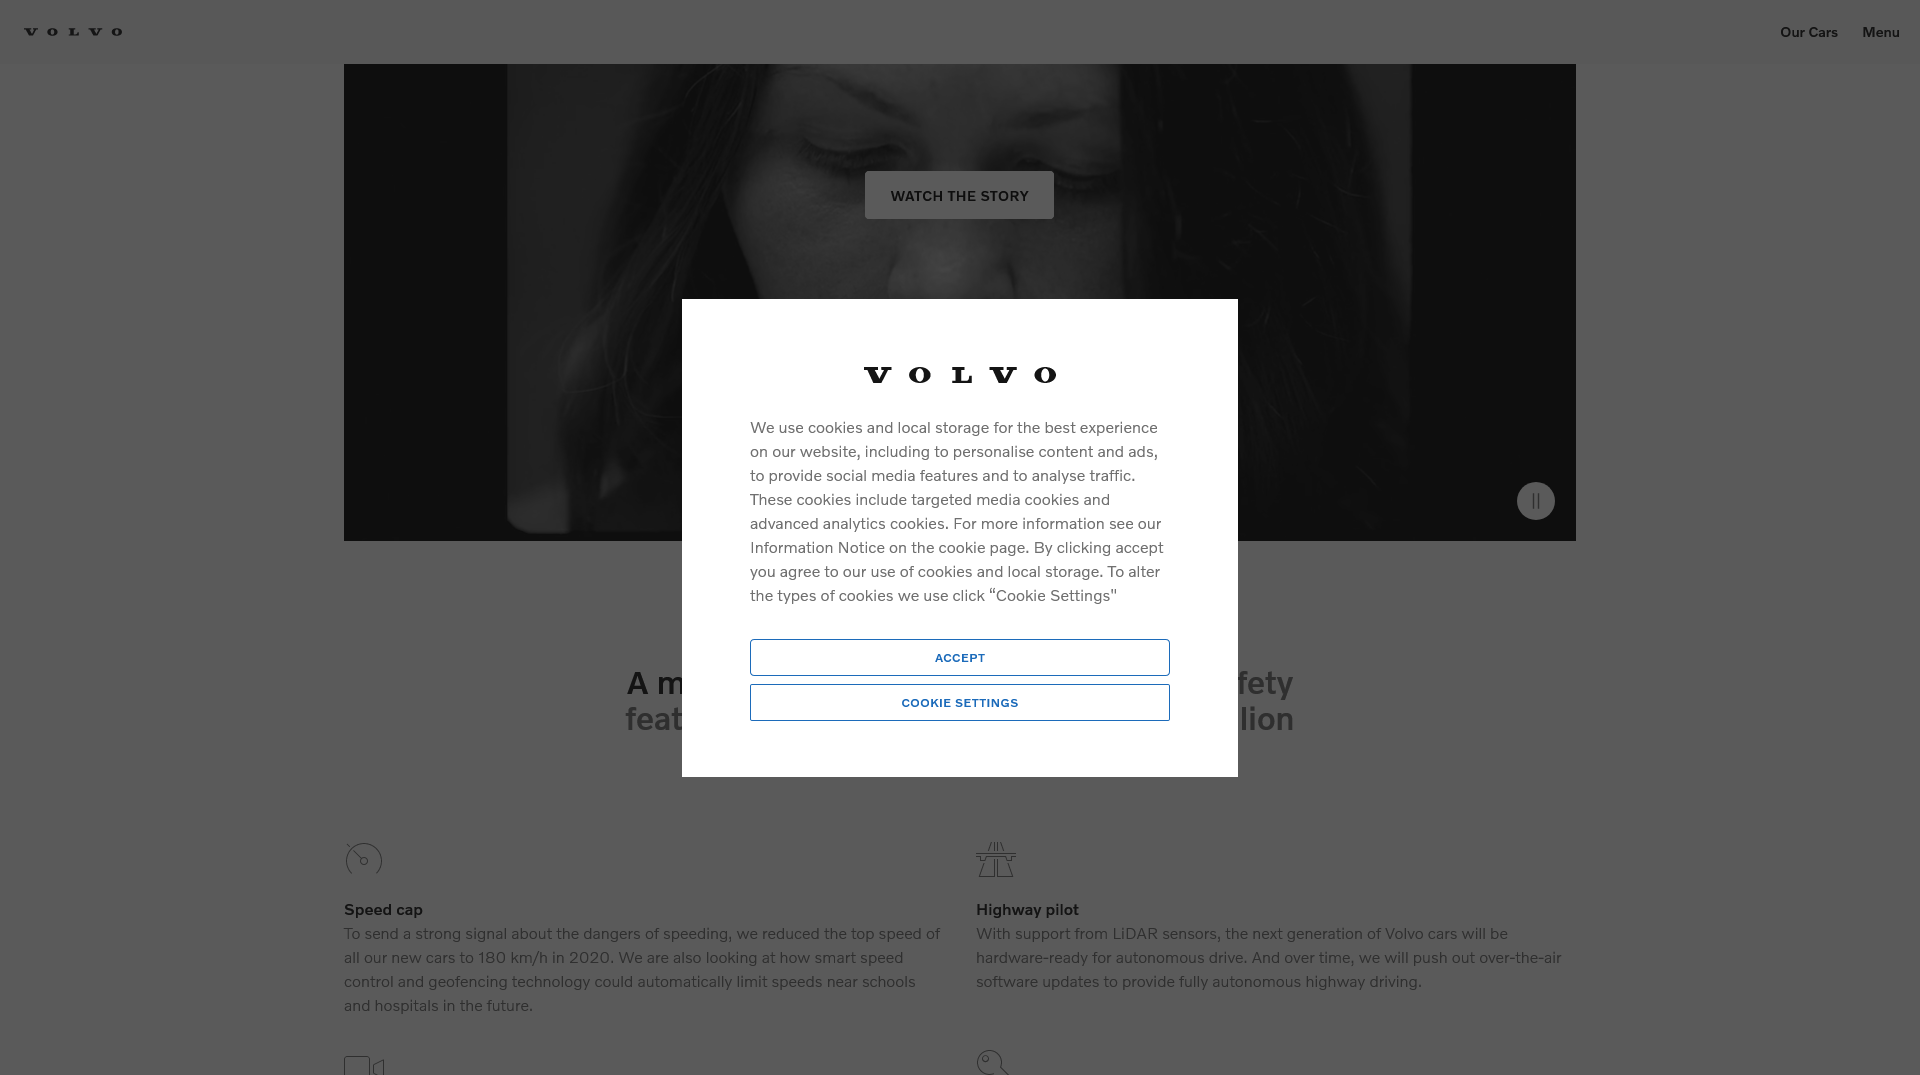 VOLVO
Our Cars
Menu
WATCH THE STORY
VOLVO
We use cookies and local storage for the best experience
on our website, including to personalise content and ads,
to provide social media features and to analyse traffic.
These cookies include targeted media cookies and
advanced analytics cookies. For more information see our
Information Notice on the cookie page. By clicking accept
you agree to our use of cookies and local storage. To alter
the types of cookies we use click “Cookie Settings"
ACCEPT
COOKIE SETTINGS
A
Speed cap
To send a strong signal about the dangers of speeding, we reduced the top speed of
all our new cars to 180 km/h in 2020. We are also looking at how smart speed
control and geofencing technology could automatically limit speeds near schools
and hospitals in the future.
Highway pilot
With support from LiDAR sensors, the next generation of Volvo cars will be
hardware-ready for autonomous drive. And over time, we will push out over-the-air
software updates to provide fully autonomous highway driving.